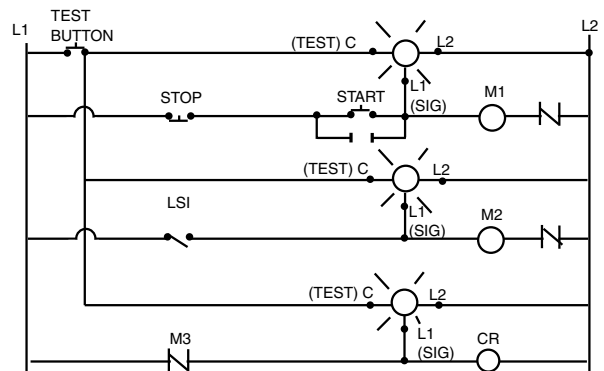 TEST
BUTTON
L1
L2
(TEST) C
L2
L1
(SIG)
STOP
START
M1
(TEST) C
L2
LSI
L1
(SIG)
M2
(TEST) C
L2
L1
(SIG)
M3
CR